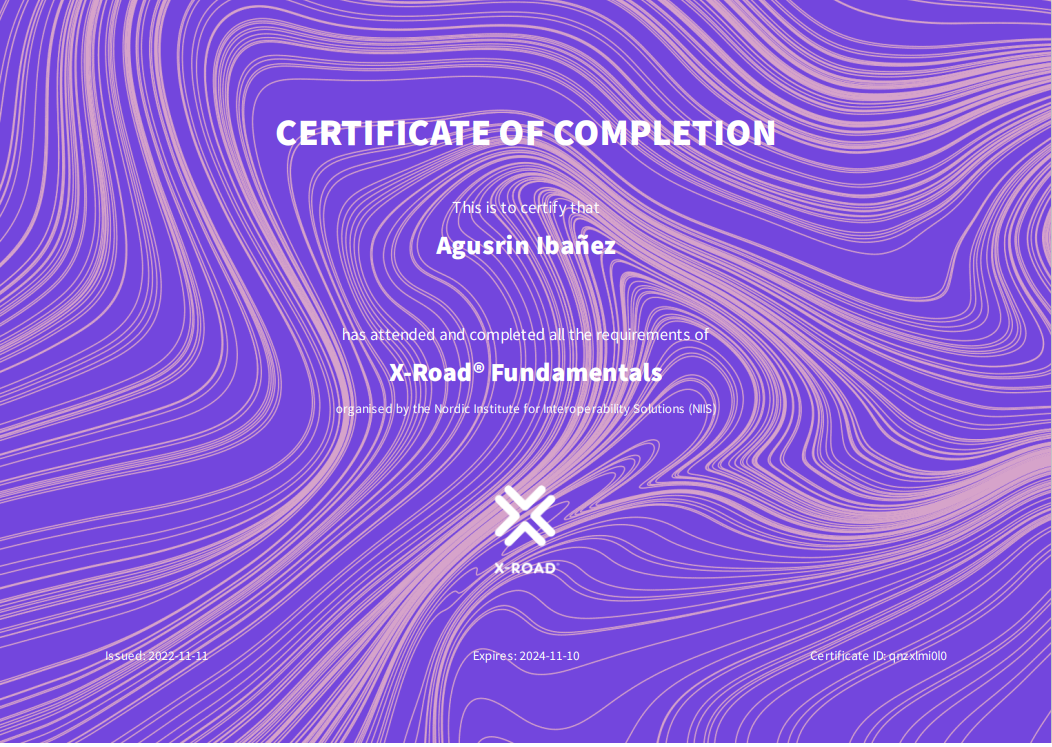 CERTIFICATE OF COMPLETION
This is to certify that
Agusrin Ibañez
has attended and completed all the requirements of
X-Road® Fundamentals
organised by the Nordic Institute for Interoperability Solutions (NIIS)
X-ROAD
Issued: 2022-11-11
Expires: 2024-11-10
Certificate ID: qnzxlmi0l0